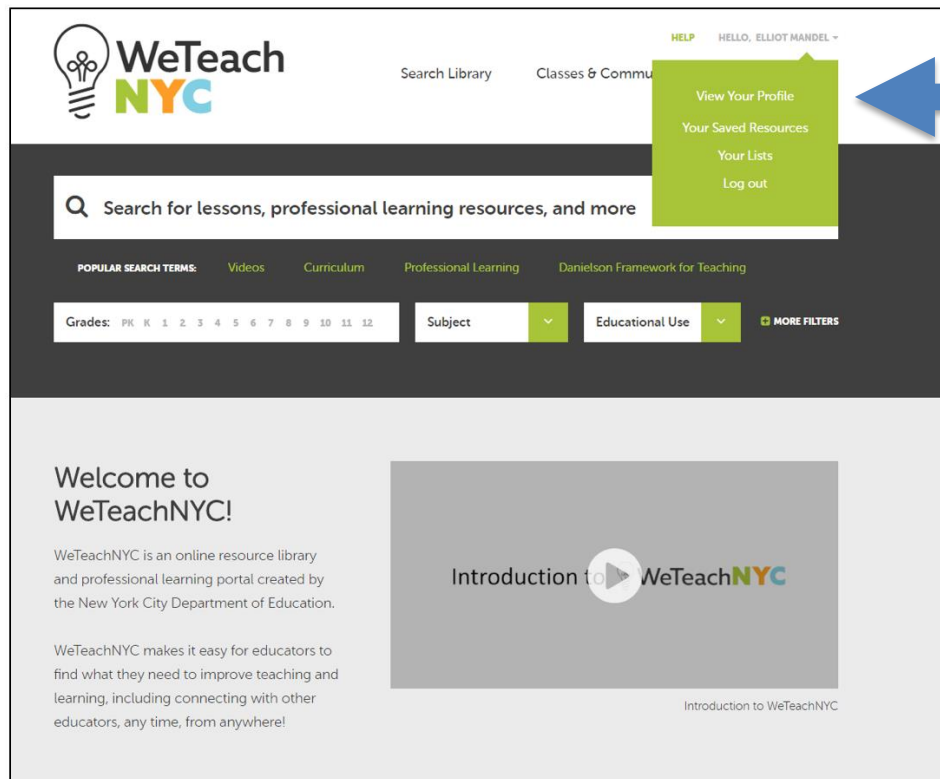 WeTeach
NYC
HELP HELLO, ELLIOT MANDEL
Search Library Classes & Commu
View Your Profile
Your Saved Resources
Your Lists
Log out
Search for lessons, professional learning resources, and more
POPULAR SEARCH TERMS: Videos Curriculum Professional Learning Danielson Framework for Teaching
Grades: PK K 1 2 3 4 5 6 7 8 9 10 11 12 Subject Educational Use MORE FILTERS
Welcome to
WeTeachNYC!
WeTeachNYC is an online resource library
and professional learning portal created by
the New York City Department of Education.
WeTeachNYC makes it easy for educators to
find what they need to improve teaching and
learning, including connecting with other
educators, any time, from anywhere!
Introduction to WeTeachNYC
Introduction to WeTeachNYC